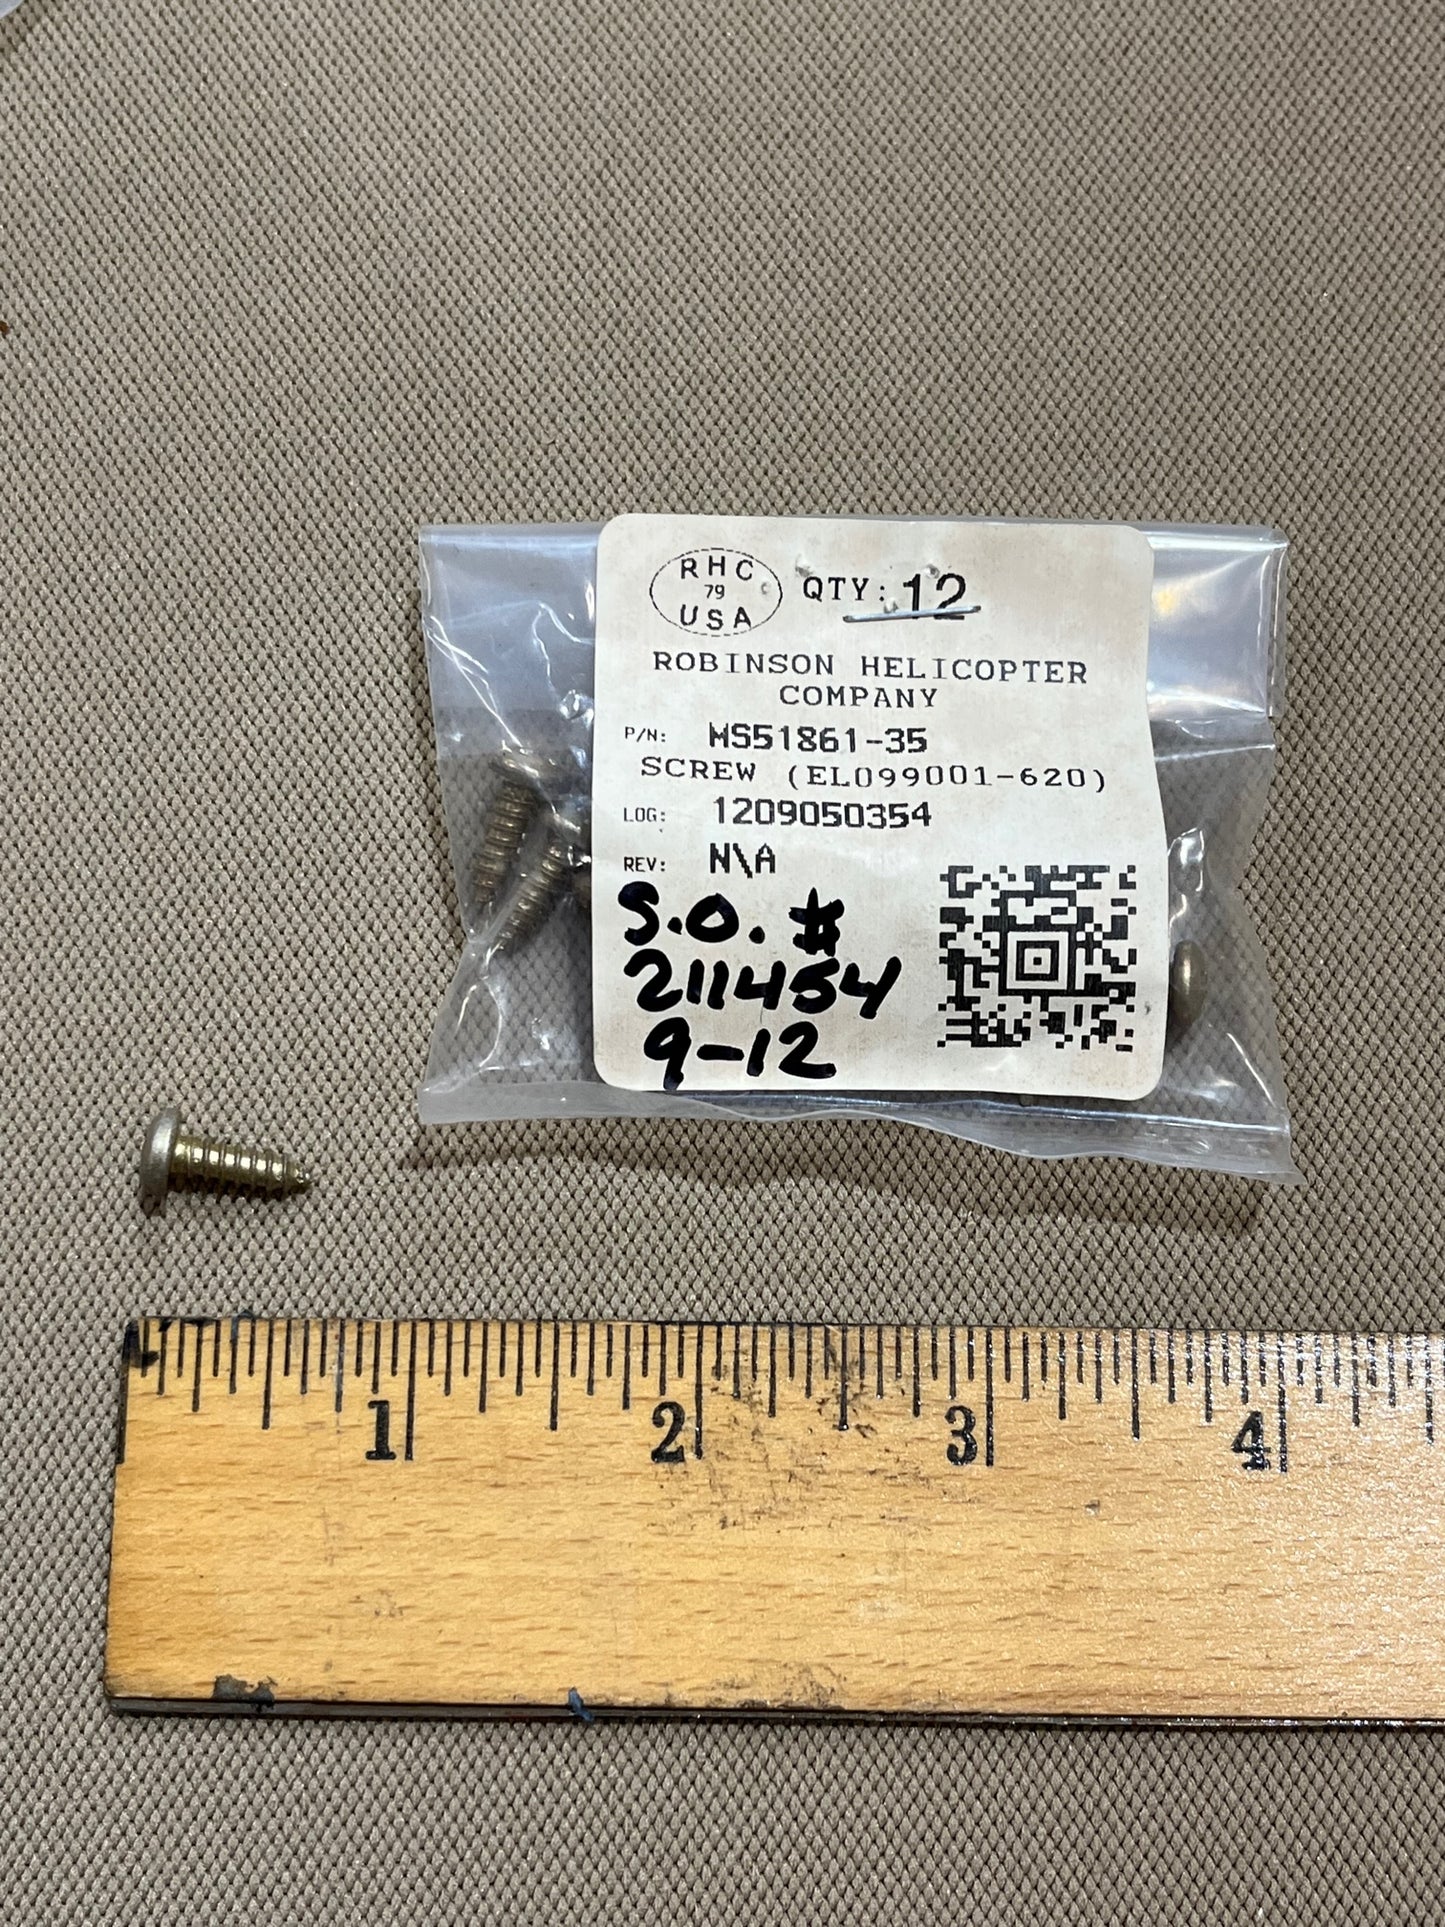 RHC
79
USA
QTY: 12
ROBINSON HELICOPTER
COMPANY
P/N: MS51861-35
SCREW (EL099001-620)
LOG: 1209050354
REV: N\A
S.O. #
211454
9-12
1 2 3 4